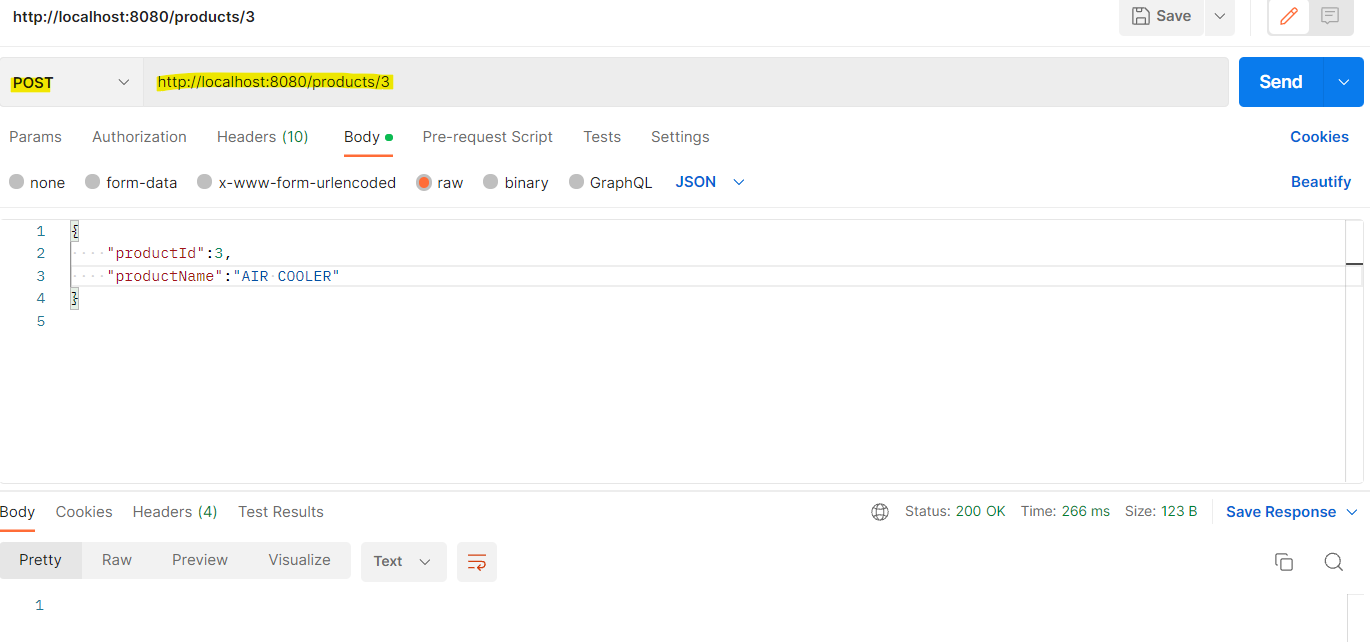 http://localhost:8080/products/3 Save
POST http://localhost:8080/products/3 Send
Params Authorization Headers (10) Body Pre-request Script Tests Settings Cookies
none form-data x-www-form-urlencoded raw binary GraphQL JSON Beautify
1 {
2 ····"productId":3,
3 ····"productName":"AIR·COOLER"
4 }
5
Body Cookies Headers (4) Test Results Status: 200 OK Time: 266 ms Size: 123 B Save Response
Pretty Raw Preview Visualize Text
1